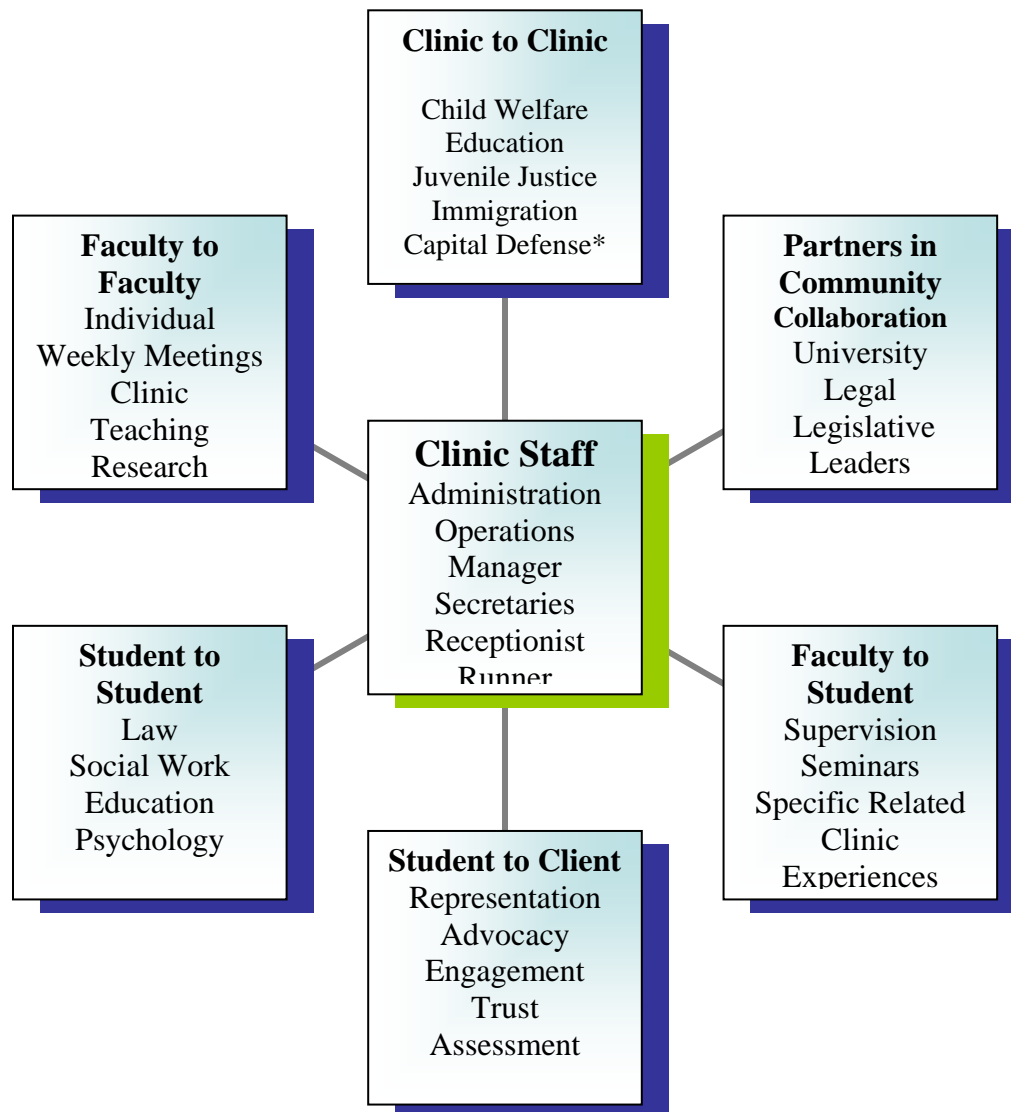 Clinic to Clinic
Child Welfare
Education
Juvenile Justice
Immigration
Capital Defense*
Faculty to
Faculty
Individual
Weekly Meetings
Clinic
Teaching
Research
Partners in
Community
Collaboration
University
Legal
Legislative
Leaders
Clinic Staff
Administration
Operations
Manager
Secretaries
Receptionist
Runner
Student to
Student
Law
Social Work
Education
Psychology
Faculty to
Student
Supervision
Seminars
Specific Related
Clinic
Experiences
Student to Client
Representation
Advocacy
Engagement
Trust
Assessment